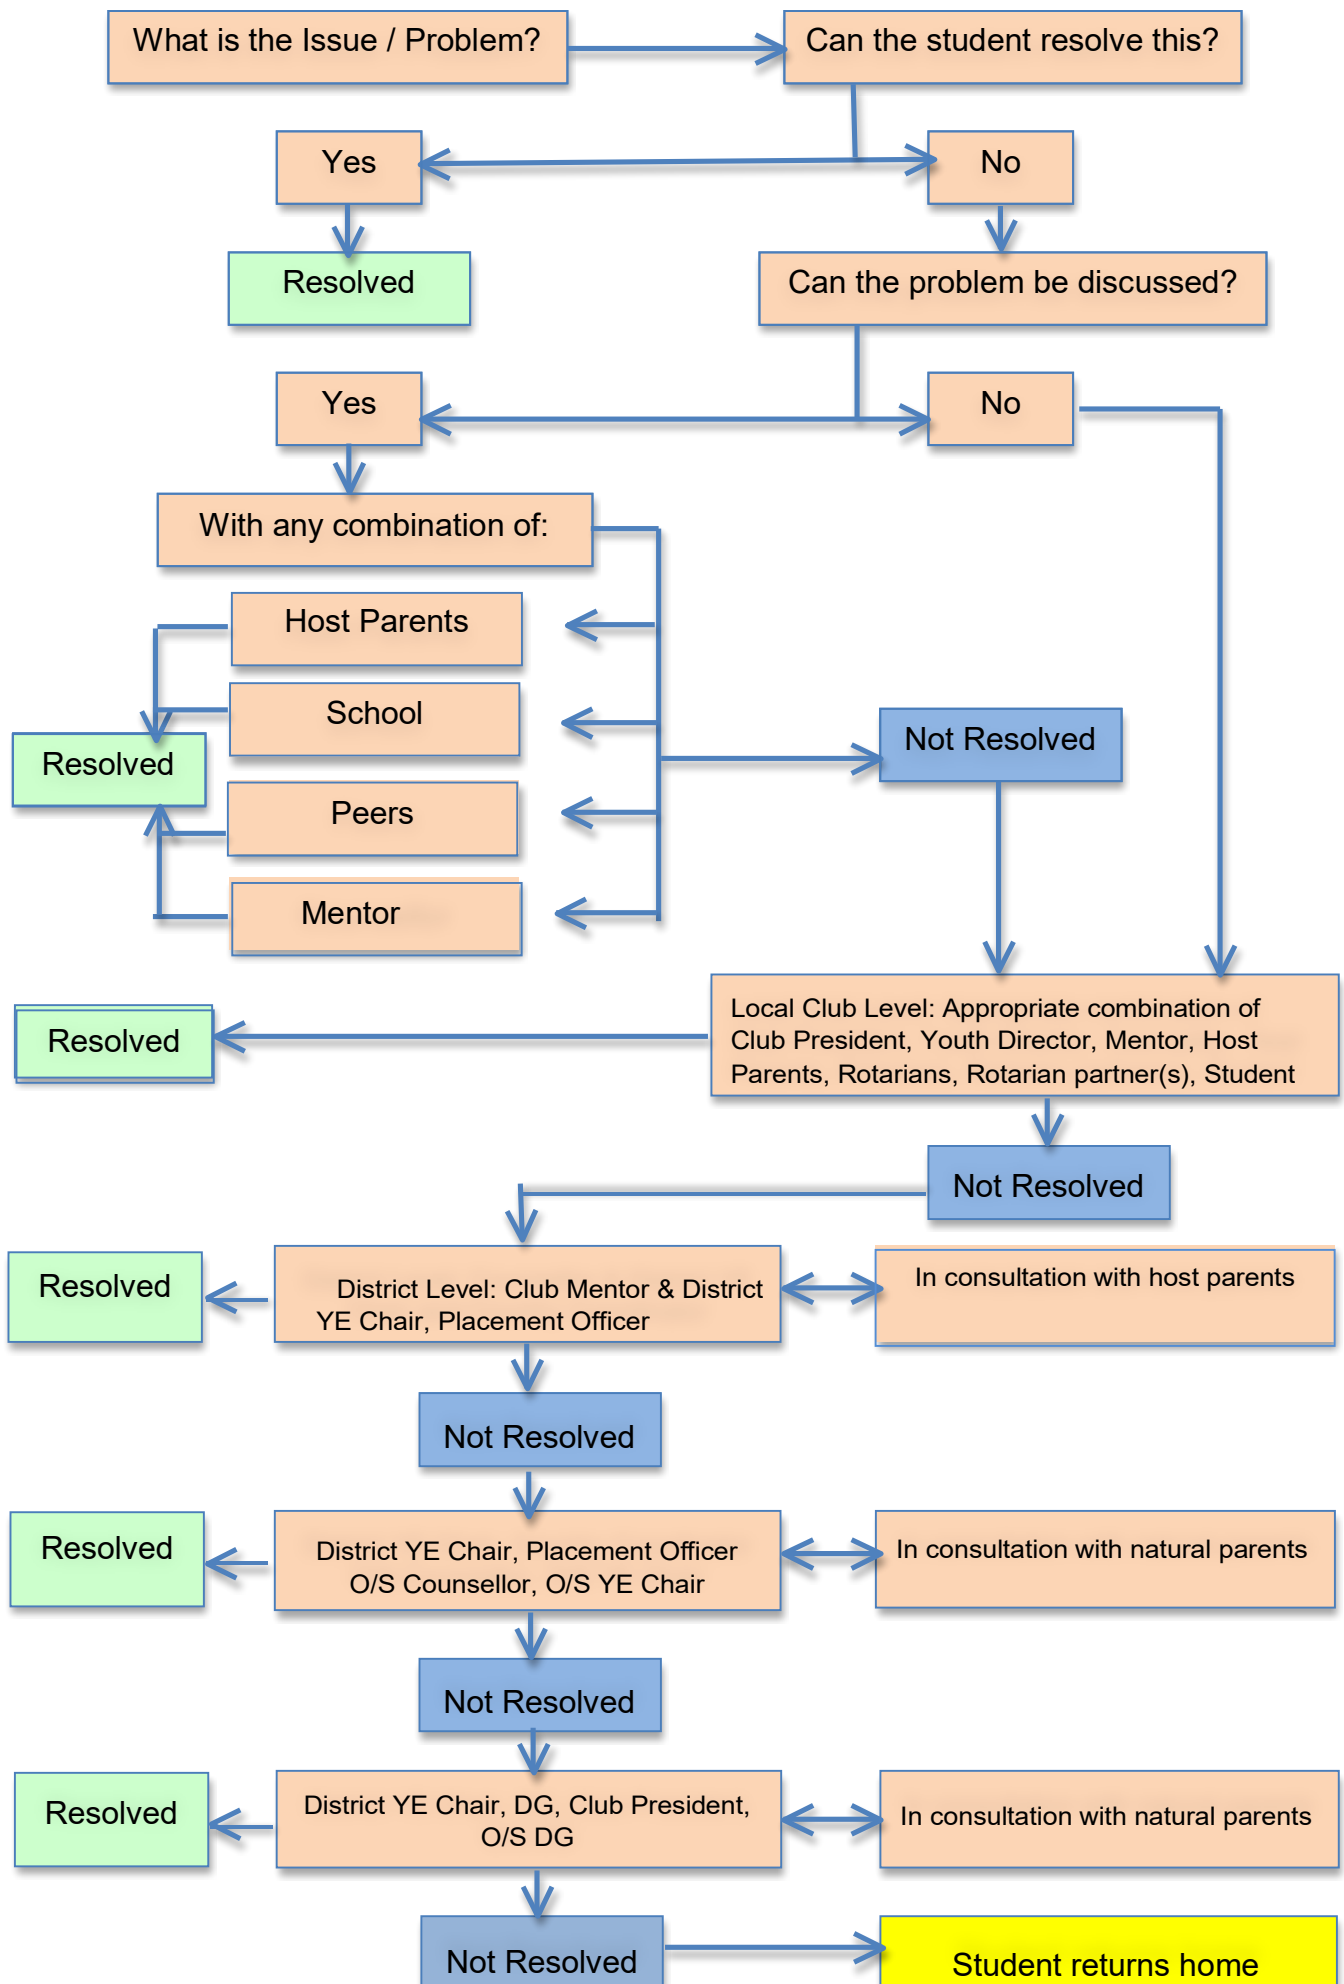 What is the Issue / Problem?
Can the student resolve this?
Yes
No
Resolved
Can the problem be discussed?
Yes
No
With any combination of:
Host Parents
School
Not Resolved
Resolved
Peers
Mentor
Local Club Level: Appropriate combination of
Club President, Youth Director, Mentor, Host
Parents, Rotarians, Rotarian partner(s), Student
Resolved
Not Resolved
Resolved
District Level: Club Mentor & District
YE Chair, Placement Officer
In consultation with host parents
Not Resolved
Resolved
District YE Chair, Placement Officer
O/S Counsellor, O/S YE Chair
In consultation with natural parents
Not Resolved
Resolved
District YE Chair, DG, Club President,
O/S DG
In consultation with natural parents
Not Resolved
Student returns home